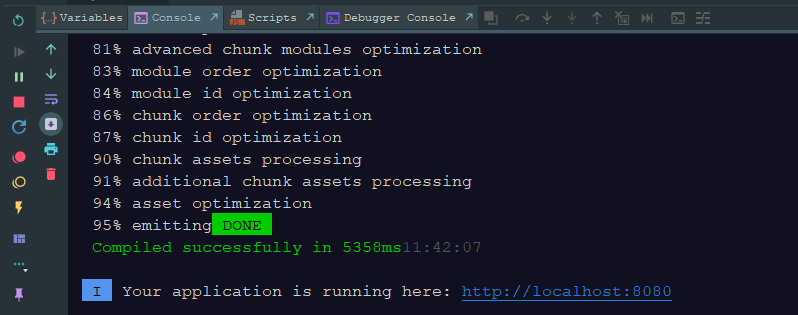 Variables Console Scripts Debugger Console
81% advanced chunk modules optimization
83% module order optimization
84% module id optimization
86% chunk order optimization
87% chunk id optimization
90% chunk assets processing
91% additional chunk assets processing
94% asset optimization
95% emitting DONE
Compiled successfully in 5358ms11:42:07
I Your application is running here: http://localhost:8080